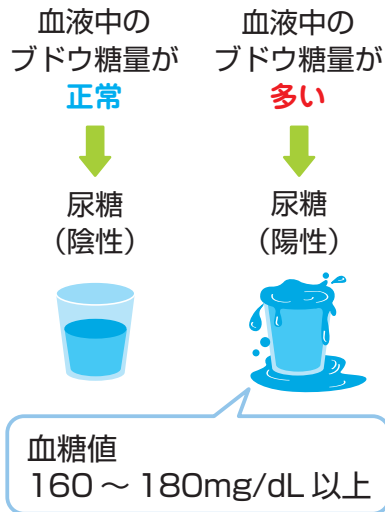 血液中の
ブドウ糖量が
正常
尿糖
（陰性）
血液中の
ブドウ糖量が
多い
尿糖
（陽性）
血糖値
160～180mg/dL以上